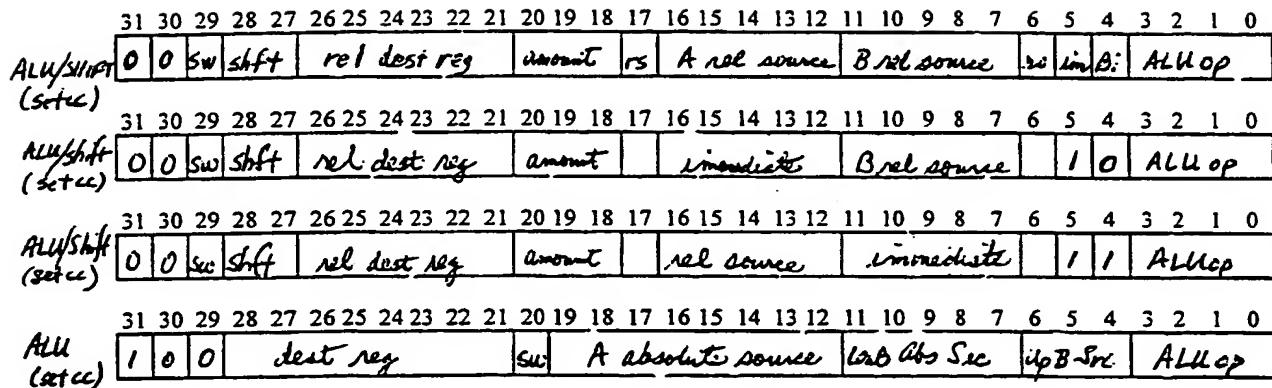 31 30 29 28 27 26 25 24 23 22 21 20 19 18 17 16 15 14 13 12 11 10 9 8 7 6 5 4 3 2 1 0
ALU/SHIFT 0 0 sw shft rel dest reg amount rs A rel source B rel source im Bi ALU op
(setcc)
31 30 29 28 27 26 25 24 23 22 21 20 19 18 17 16 15 14 13 12 11 10 9 8 7 6 5 4 3 2 1 0
ALU/Shft 0 0 sw shft rel dest reg amount immediate B rel source 1 0 ALU op
(setcc)
31 30 29 28 27 26 25 24 23 22 21 20 19 18 17 16 15 14 13 12 11 10 9 8 7 6 5 4 3 2 1 0
ALU/Shift 0 0 shft rel dest reg amount rel source immediate 1 1 ALU op
(setcc)
31 30 29 28 27 26 25 24 23 22 21 20 19 18 17 16 15 14 13 12 11 10 9 8 7 6 5 4 3 2 1 0
ALU 1 0 0 dest reg sw A absolute source Abs Src Up B Src ALU op
(setcc)